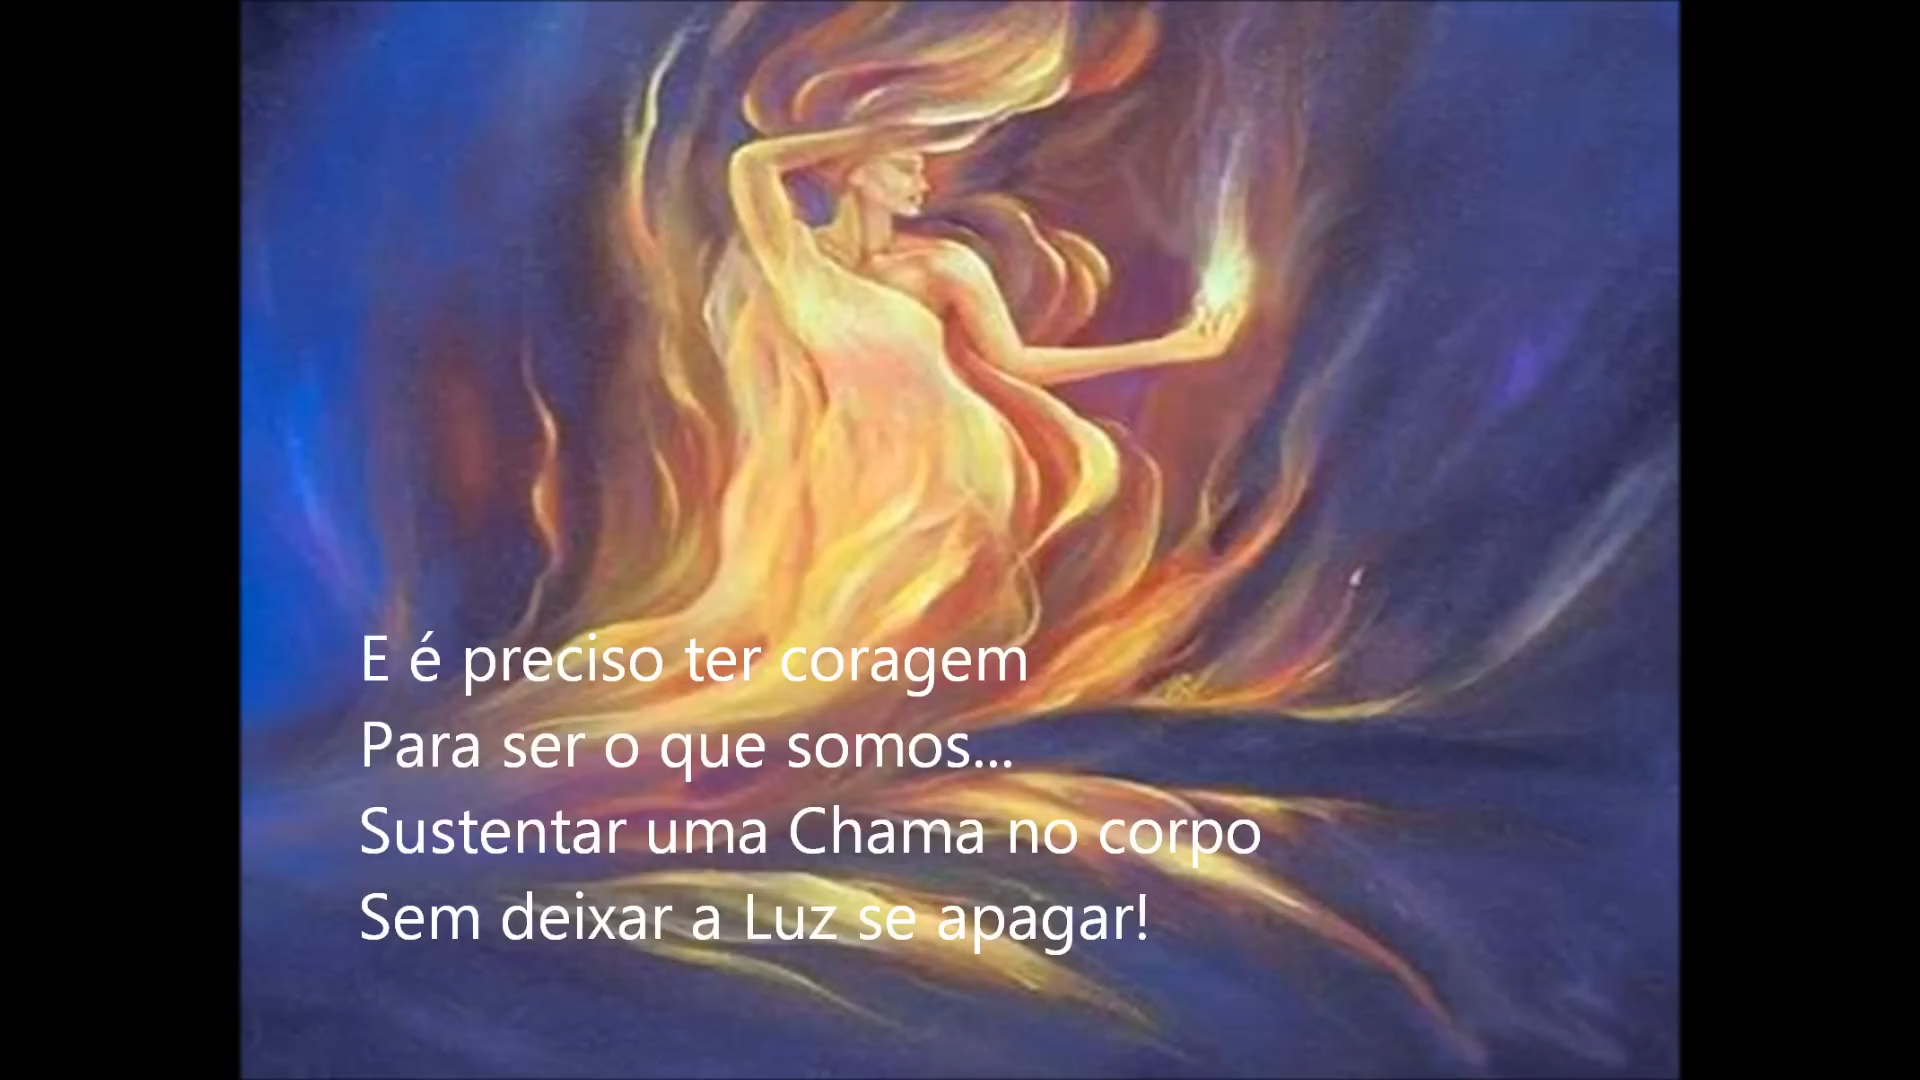 E é preciso ter coragem
Para ser o que somos...
Sustentar uma Chama no corpo
Sem deixar a Luz se apagar!